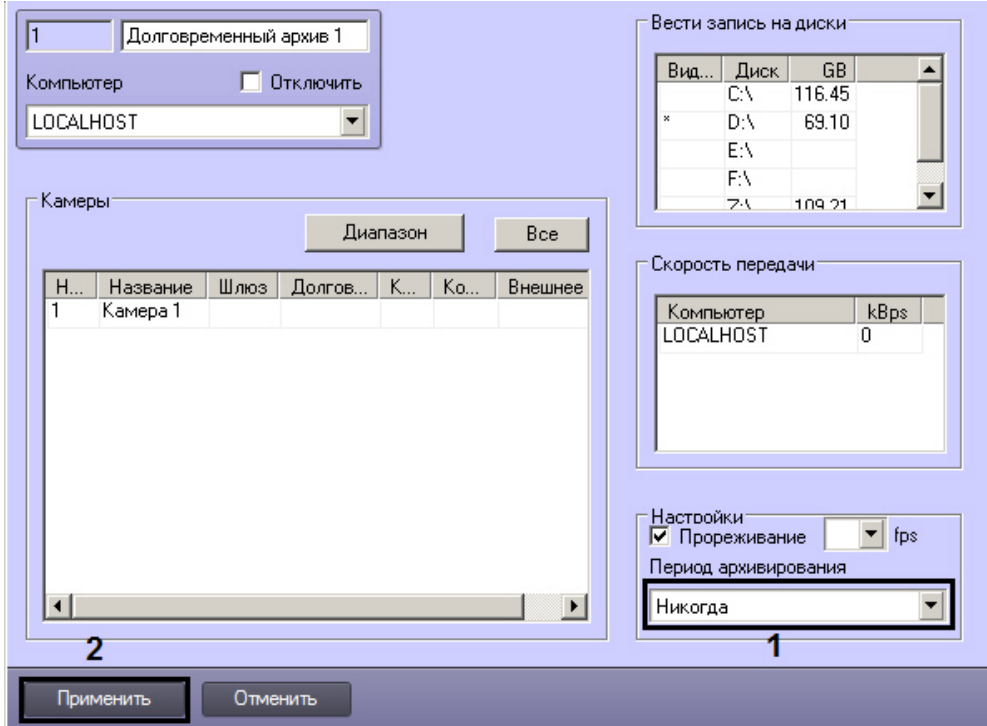 1 Долговременный архив 1
Компьютер Отключить
LOCALHOST
Камеры
Диапазон Все
Н... Название Шлюз Долгов... К... Ко... Внешнее
1 Камера 1
Вести запись на диски
Вид... Диск GB
C:\ 116.45
* D:\ 69.10
E:\
F:\
Z:\ 109.21
Скорость передачи
Компьютер kBps
LOCALHOST 0
Настройки
Прореживание fps
Период архивирования
Никогда
1
2
Применить Отменить